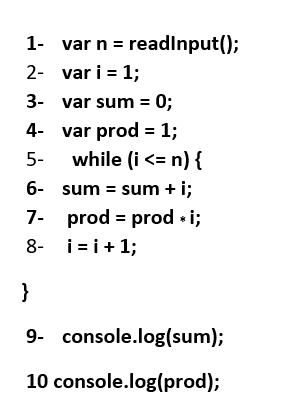 1- var n = readInput();
2- var i = 1;
3- var sum = 0;
4- var prod = 1;
5- while (i <= n) {
6- sum = sum + i;
7- prod = prod * i;
8- i = i + 1;
}
9- console.log(sum);
10 console.log(prod);